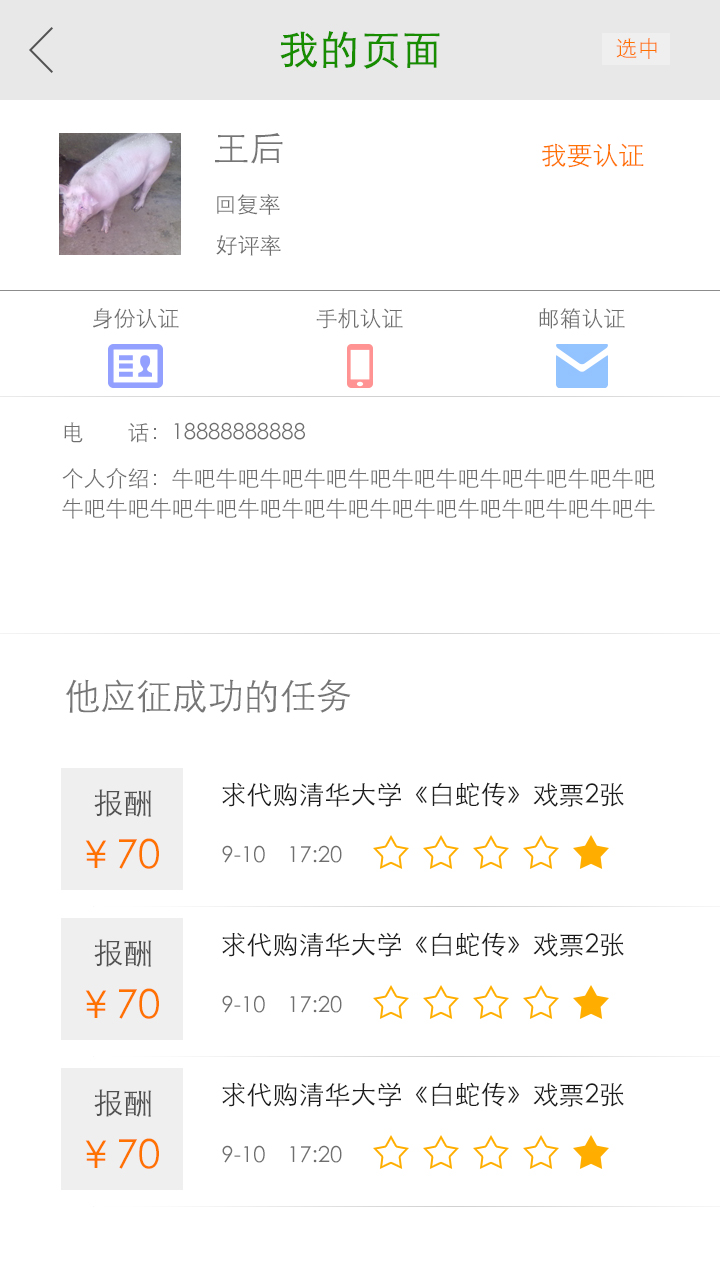 我的页面
选中
王后
我要认证
回复率
好评率
身份认证 手机认证 邮箱认证
电 话：18888888888
个人介绍：牛吧牛吧牛吧牛吧牛吧牛吧牛吧牛吧牛吧牛吧牛吧
牛吧牛吧牛吧牛吧牛吧牛吧牛吧牛吧牛吧牛吧牛吧牛吧牛吧牛
他应征成功的任务
报酬
¥ 70
求代购清华大学《白蛇传》戏票2张
9-10 17:20
报酬
¥ 70
求代购清华大学《白蛇传》戏票2张
9-10 17:20
报酬
¥ 70
求代购清华大学《白蛇传》戏票2张
9-10 17:20